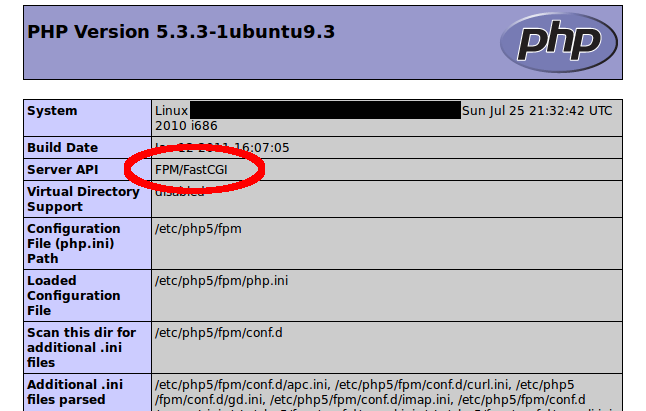 PHP Version 5.3.3-1ubuntu9.3
php
System
Linux
Sun Jul 25 21:32:42 UTC
2010 i686
Build Date
Jan 12 2011 16:07:05
Server API
FPM/FastCGI
Virtual Directory
Support
disabled
Configuration
File (php.ini)
Path
/etc/php5/fpm
Loaded
Configuration
File
/etc/php5/fpm/php.ini
Scan this dir for
additional .ini
files
/etc/php5/fpm/conf.d
Additional .ini
files parsed
/etc/php5/fpm/conf.d/apc.ini, /etc/php5/fpm/conf.d/curl.ini, /etc/php5
/fpm/conf.d/gd.ini, /etc/php5/fpm/conf.d/imap.ini, /etc/php5/fpm/conf.d